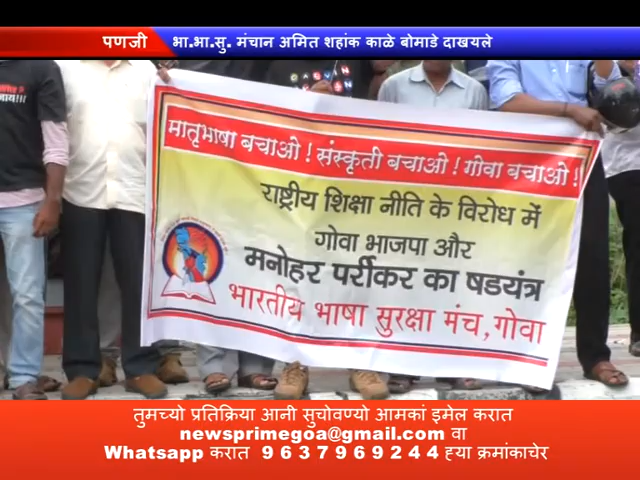 पणजी
भा.भा.सु. मंचान अमित शहांक काळे बोमाडे दाखयले
मातृभाषा बचाओ ! संस्कृती बचाओ ! गोवा बचाओ !
राष्ट्रीय शिक्षा नीति के विरोध में
गोवा भाजपा और
मनोहर पर्रीकर का षडयंत्र
भारतीय भाषा सुरक्षा मंच, गोवा
तुमच्यो प्रतिक्रिया आनी सुचोवण्यो आमकां इमेल करात
newsprimegoa@gmail.com वा
Whatsapp करात 9637969244 ह्या क्रमांकाचेर